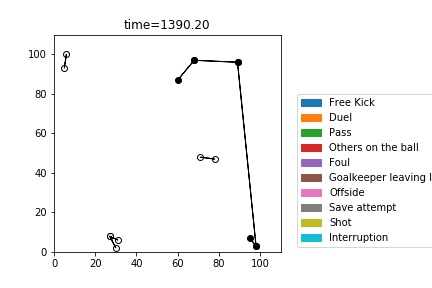 time=1390.20
100
80
60
40
20
0
0 20 40 60 80 100
Free Kick
Duel
Pass
Others on the ball
Foul
Goalkeeper leaving l
Offside
Save attempt
Shot
Interruption